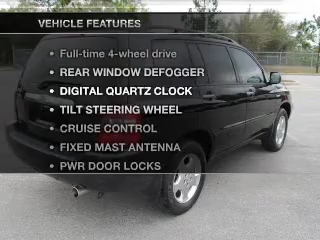 VEHICLE FEATURES
• Full-time 4-wheel drive
• REAR WINDOW DEFOGGER
• DIGITAL QUARTZ CLOCK
• TILT STEERING WHEEL
• CRUISE CONTROL
• FIXED MAST ANTENNA
• PWR DOOR LOCKS